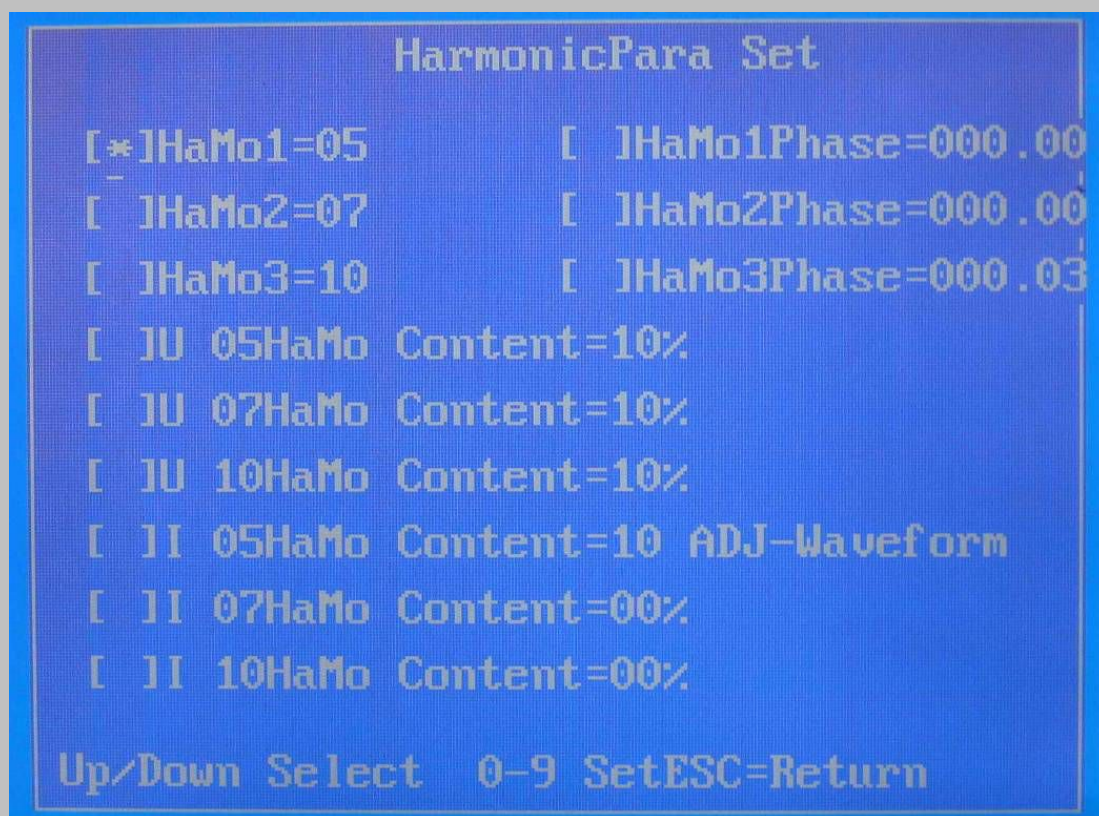 HarmonicPara Set
[*]HaMo1=05 [ ]HaMo1Phase=000.00
[ ]HaMo2=07 [ ]HaMo2Phase=000.00
[ ]HaMo3=10 [ ]HaMo3Phase=000.03
[ ]U 05HaMo Content=10%
[ ]U 07HaMo Content=10%
[ ]U 10HaMo Content=10%
[ ]I 05HaMo Content=10 ADJ-Waveform
[ ]I 07HaMo Content=00%
[ ]I 10HaMo Content=00%
Up/Down Select 0-9 SetESC=Return